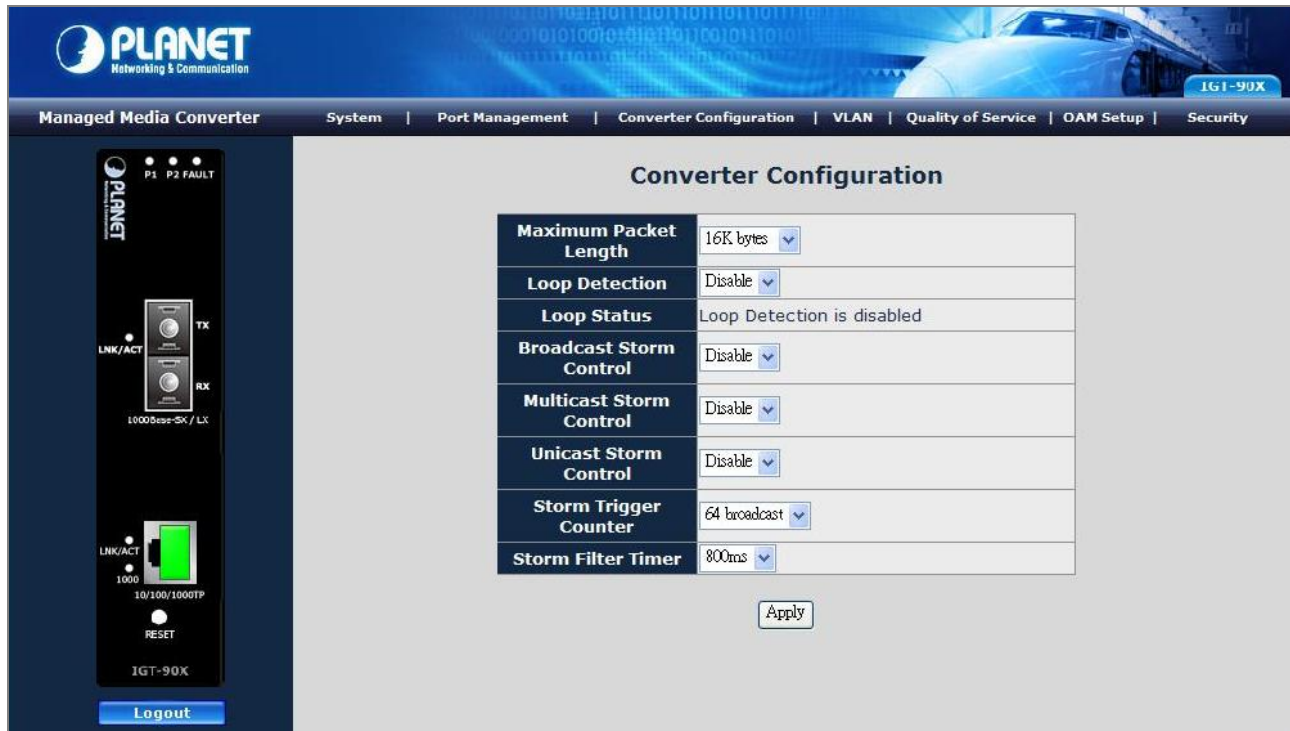 PLANET
Networking & Communication
IGT-90X
Managed Media Converter
System | Port Management | Converter Configuration | VLAN | Quality of Service | OAM Setup | Security
P1 P2 FAULT
PLANET
TX
LNK/ACT
RX
1000Base-SX / LX
LNK/ACT
1000
10/100/1000TP
RESET
IGT-90X
Logout
Converter Configuration
Maximum Packet Length
16K bytes
Loop Detection
Disable
Loop Status
Loop Detection is disabled
Broadcast Storm Control
Disable
Multicast Storm Control
Disable
Unicast Storm Control
Disable
Storm Trigger Counter
64 broadcast
Storm Filter Timer
800ms
Apply